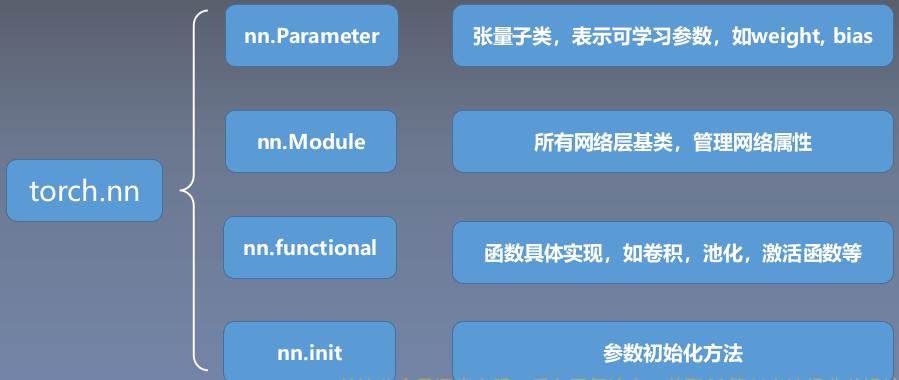 nn.Parameter
张量子类，表示可学习参数，如weight, bias
nn.Module
所有网络层基类，管理网络属性
torch.nn
nn.functional
函数具体实现，如卷积，池化，激活函数等
nn.init
参数初始化方法